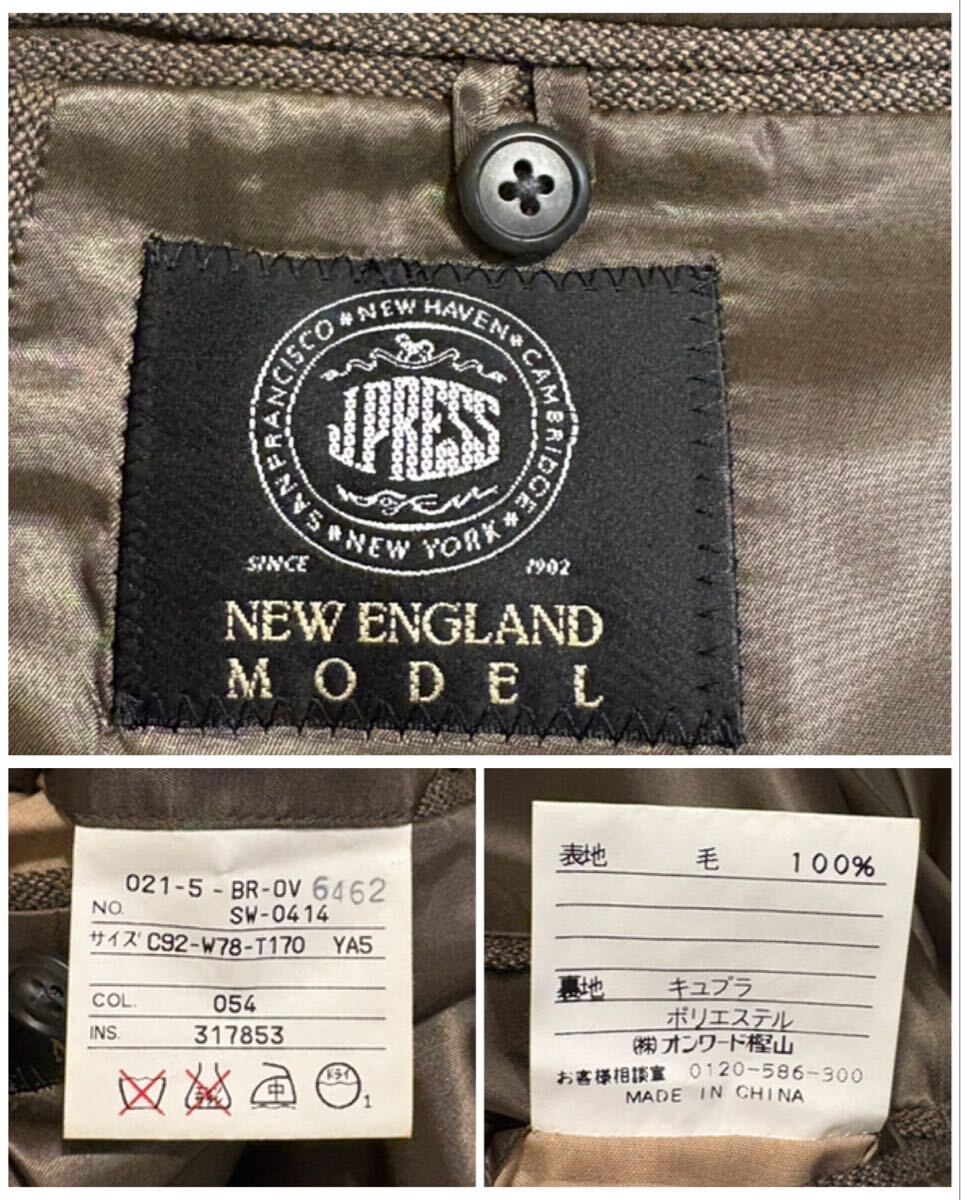 SANFRANCISCO * NEW HAVEN * CAMBRIDGE * NEW YORK *
J.PRESS
SINCE 1902
NEW ENGLAND
MODEL
021-5-BR-OV 6462
NO. SW-0414
サイズ C92-W78-T170 YA5
COL. 054
INS. 317853
中
ドライ
1
表地 毛 100%
裏地 キュプラ
ポリエステル
㈱オンワード樫山
お客様相談室 0120-586-300
MADE IN CHINA